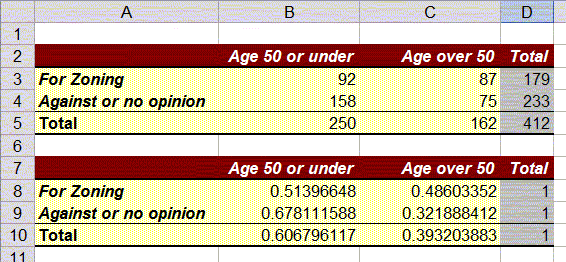 A B C D
1
2 Age 50 or under Age over 50 Total
3 For Zoning 92 87 179
4 Against or no opinion 158 75 233
5 Total 250 162 412
6
7 Age 50 or under Age over 50 Total
8 For Zoning 0.51396648 0.48603352 1
9 Against or no opinion 0.678111588 0.321888412 1
10 Total 0.606796117 0.393203883 1
11